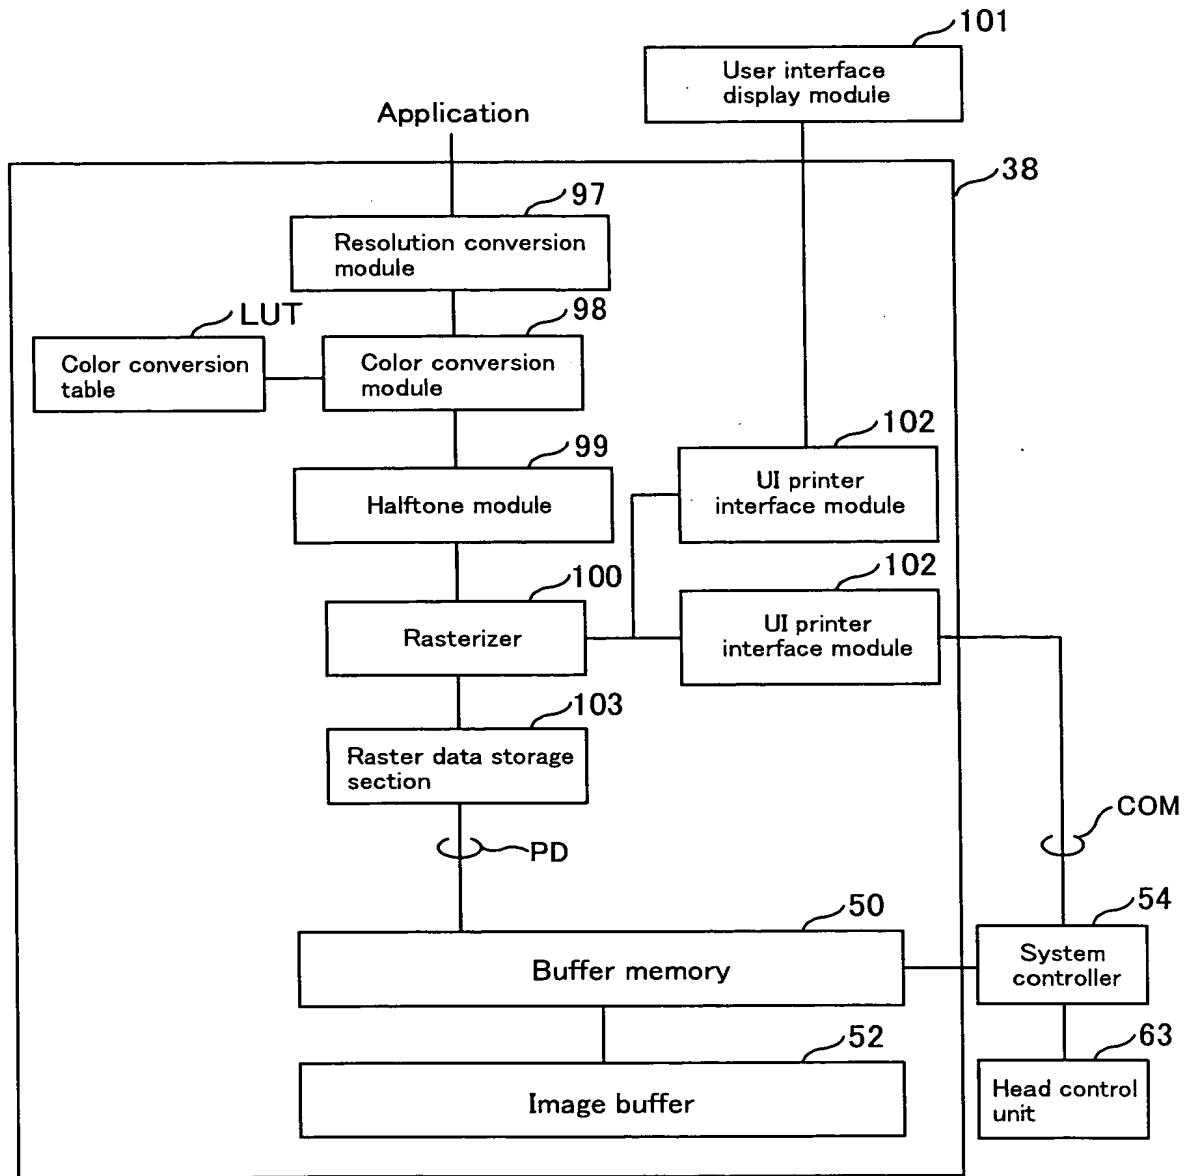 101
User interface
display module
Application
38
97
Resolution conversion
module
LUT
98
Color conversion
table
Color conversion
module
99
102
Halftone module
UI printer
interface module
100
102
Rasterizer
UI printer
interface module
103
Raster data storage
section
PD
COM
50
54
Buffer memory
System
controller
52
63
Image buffer
Head control
unit